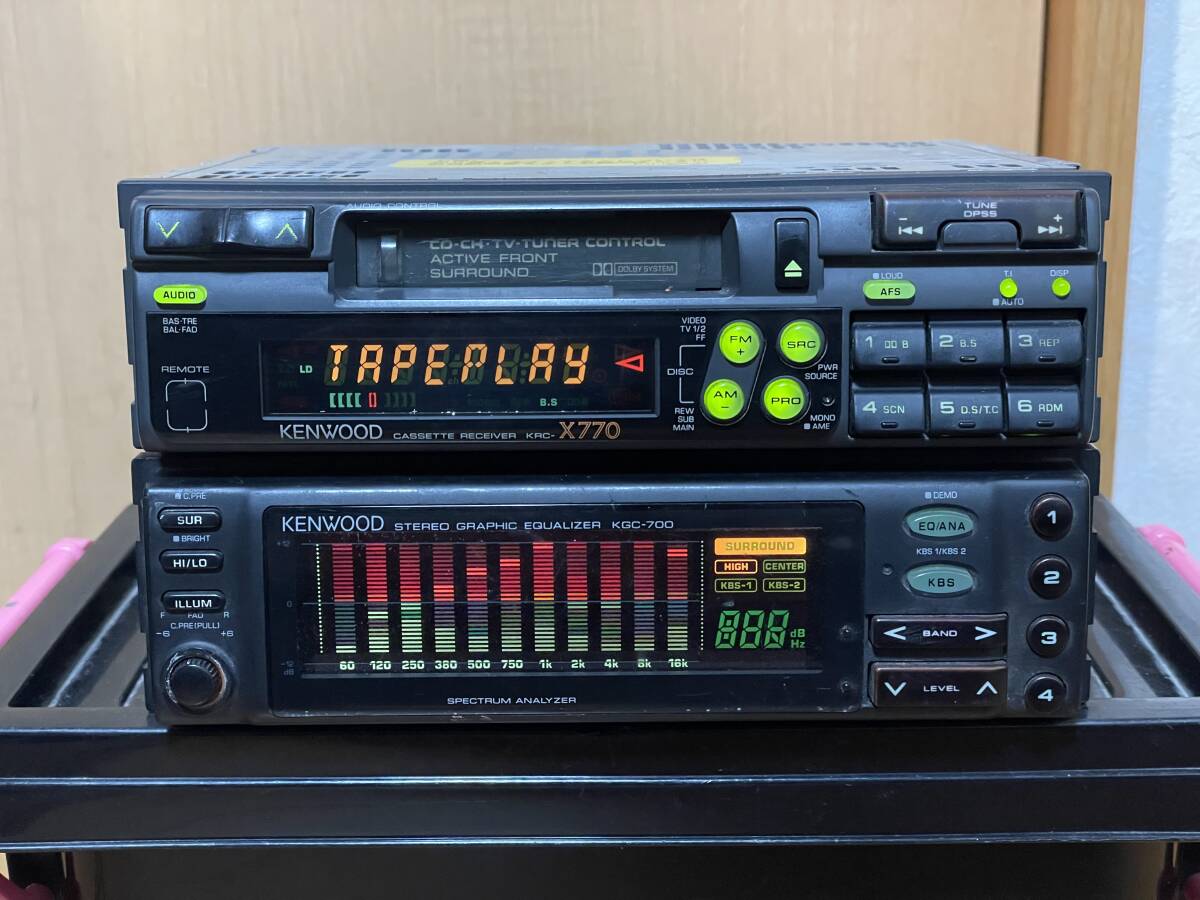 AUDIO CONTROL
CD-CH·TV·TUNER CONTROL
ACTIVE FRONT
SURROUND
DOLBY SYSTEM
TUNE
DPSS
−
+
AUDIO
BAS·TRE
BAL·FAD
REMOTE
LD
TAPEPLAY
B.S
VIDEO
TV 1/2
FF
DISC
REW
SUB
MAIN
FM
+
AM
−
SRC
PWR
SOURCE
PRO
MONO
AME
LOUD
AFS
T.I
AUTO
DISP
1 B
2 B.S
3 REP
4 SCN
5 D.S/T.C
6 RDM
KENWOOD CASSETTE RECEIVER KRC-X770
C.PRE
SUR
BRIGHT
HI/LO
ILLUM
F FAD R
C.PRE(PULL)
−6 +6
KENWOOD STEREO GRAPHIC EQUALIZER KGC-700
+12
0
−12
dB
60 120 250 380 500 750 1k 2k 4k 8k 16k
SURROUND
HIGH CENTER
KBS-1 KBS-2
888 dB
Hz
SPECTRUM ANALYZER
DEMO
EQ/ANA
KBS 1/KBS 2
KBS
BAND
LEVEL
1
2
3
4